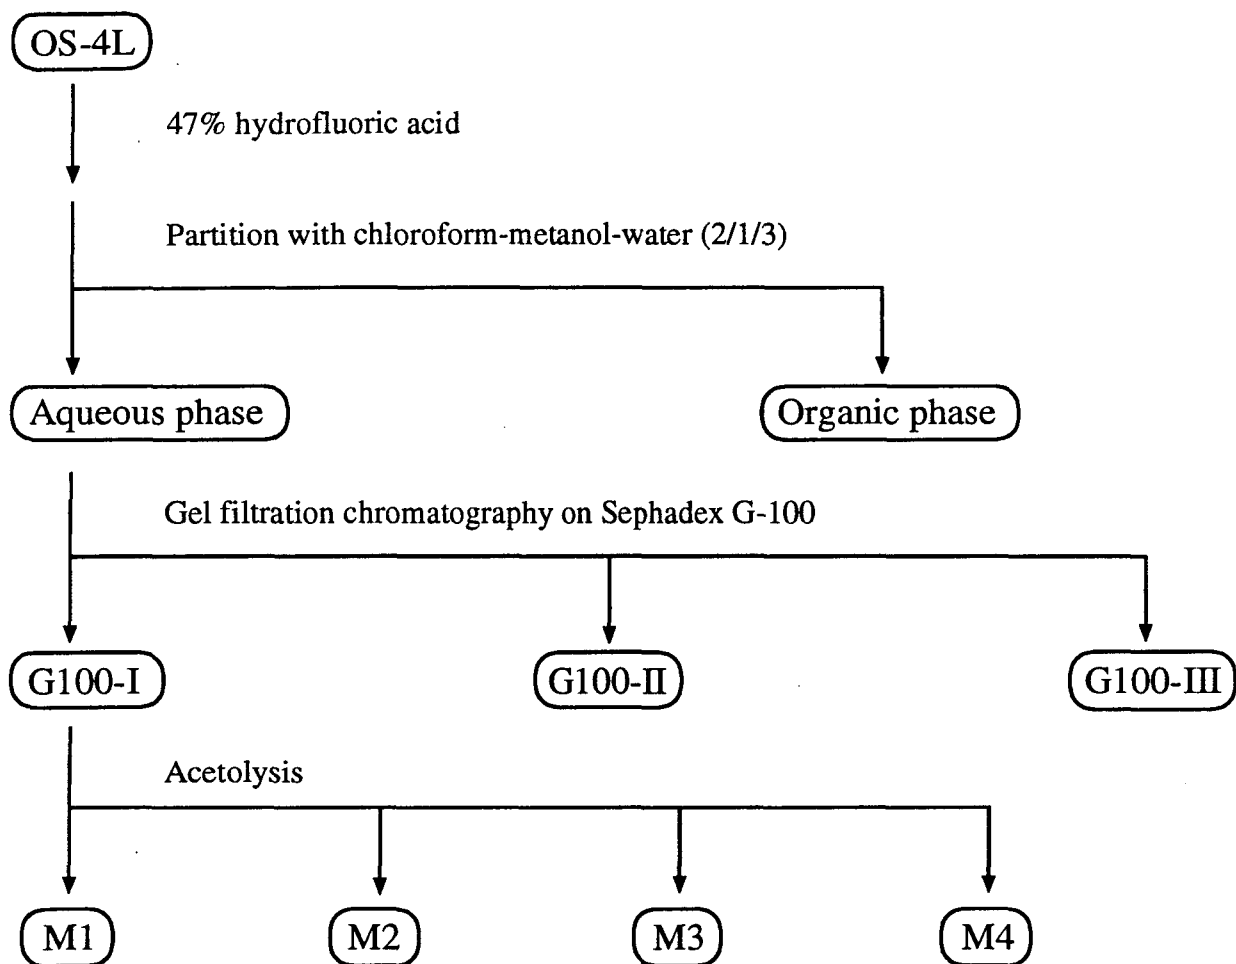 OS-4L
47% hydrofluoric acid
Partition with chloroform-metanol-water (2/1/3)
Aqueous phase
Organic phase
Gel filtration chromatography on Sephadex G-100
G100-I
G100-II
G100-III
Acetolysis
M1
M2
M3
M4